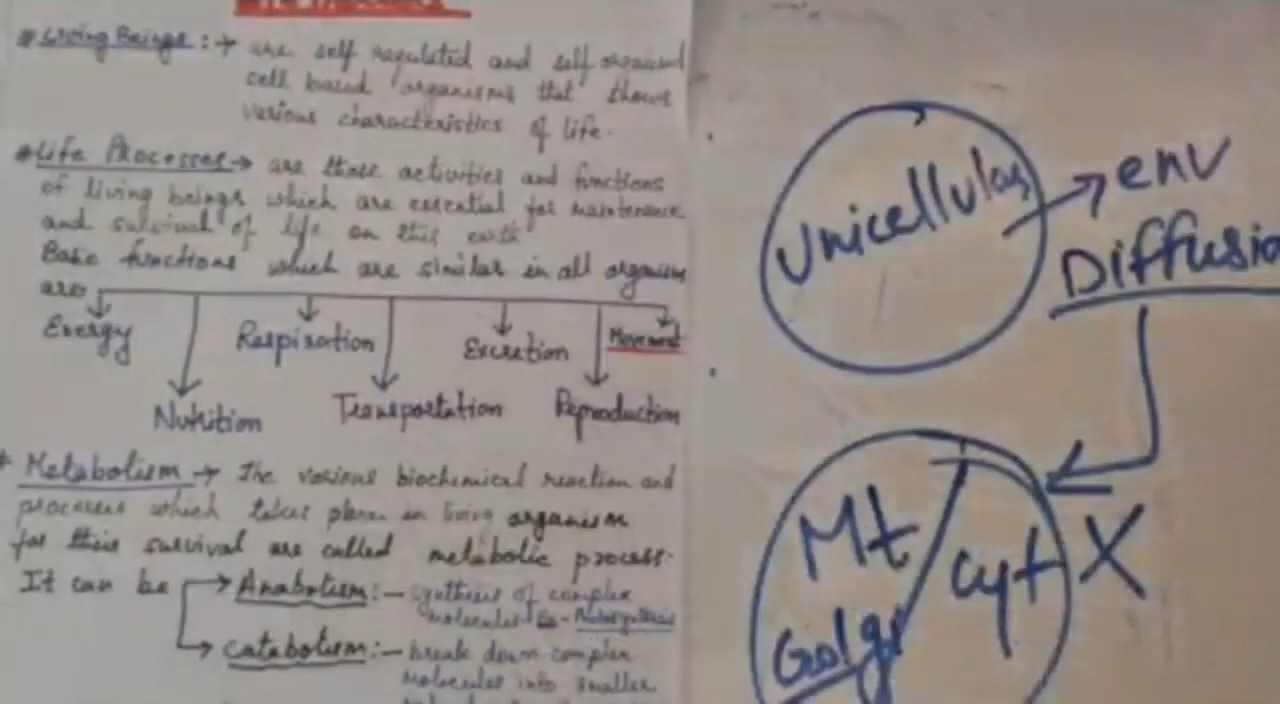 * Living Beings :→ are self regulated and self organised
cell based organisms that shows
various characteristics of life.
* Life Processes → are those activities and functions
of living beings which are essential for maintenance
and survival of life on this earth
Basic functions which are similar in all organism
are
Energy
Respiration
Excretion
Movement
Nutrition
Transportation
Reproduction
* Metabolism → The various biochemical reaction and
processes which takes place in living organism
for their survival are called metabolic process.
It can be → Anabolism :- synthesis of complex
molecules Ex-
→ Catabolism :- break down complex
molecules into smaller
Unicellular → env
Diffusio
Mt
Cyt X
Golgi